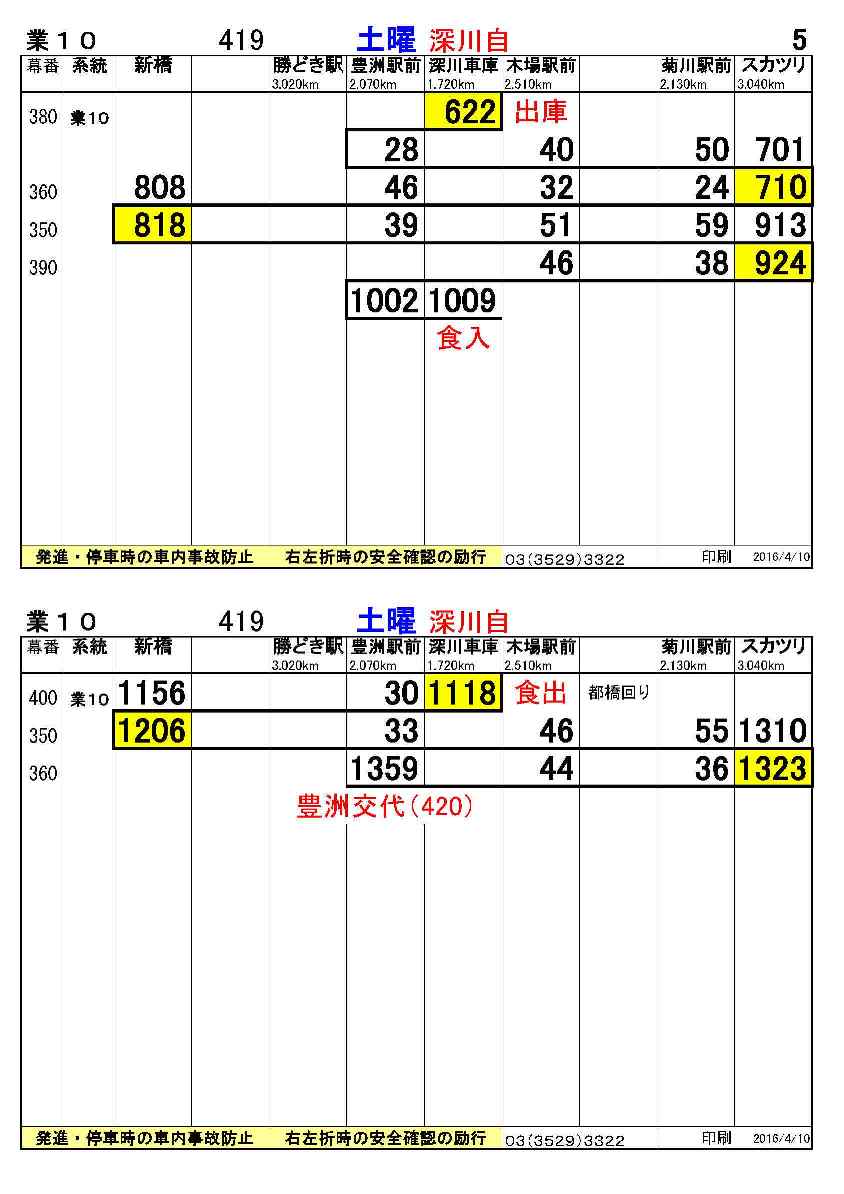 業１０ 419 土曜 深川自 5
幕番 系統 新橋 勝どき駅 豊洲駅前 深川車庫 木場駅前 菊川駅前 スカツリ
3.020km 2.070km 1.720km 2.510km 2.130km 3.040km
380 業10 622 出庫
28 40 50 701
360 808 46 32 24 710
350 818 39 51 59 913
390 46 38 924
1002 1009
食入
発進・停車時の車内事故防止 右左折時の安全確認の励行 03(3529)3322 印刷 2016/4/10
業１０ 419 土曜 深川自
幕番 系統 新橋 勝どき駅 豊洲駅前 深川車庫 木場駅前 菊川駅前 スカツリ
3.020km 2.070km 1.720km 2.510km 2.130km 3.040km
400 業10 1156 30 1118 食出 都橋回り
350 1206 33 46 55 1310
360 1359 44 36 1323
豊洲交代(420)
発進・停車時の車内事故防止 右左折時の安全確認の励行 03(3529)3322 印刷 2016/4/10